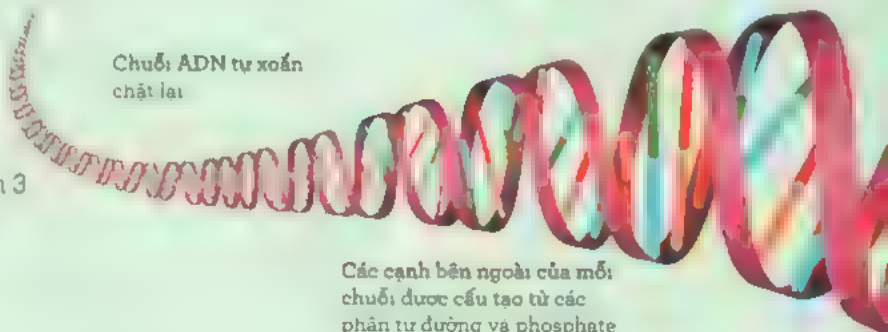 Chuỗi ADN tự xoắn
chặt lại
3
Các cạnh bên ngoài của mỗi
chuỗi được cấu tạo từ các
phân tử đường và phosphate